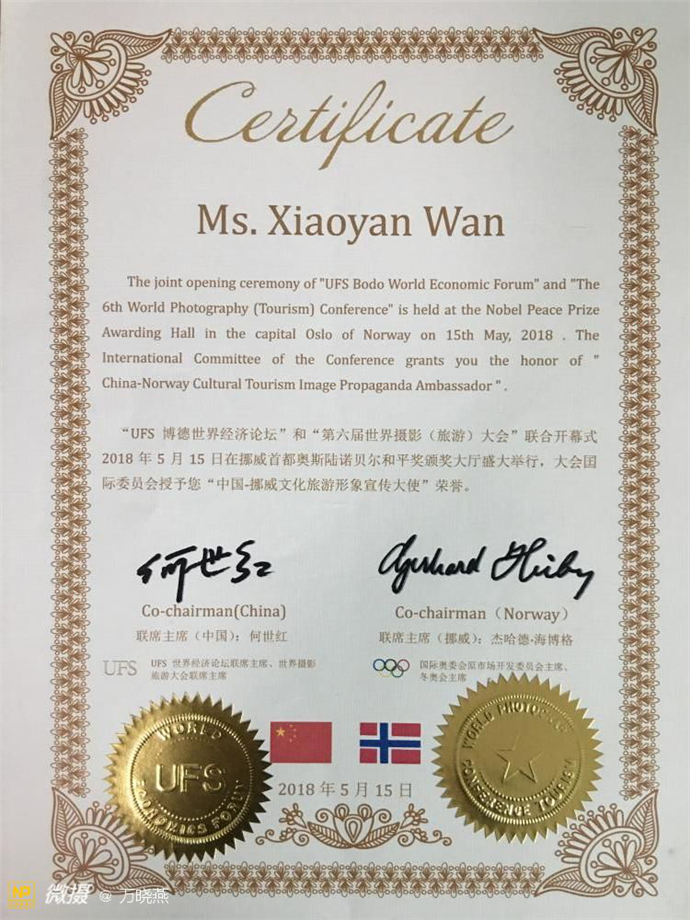 Certificate
Ms. Xiaoyan Wan
The joint opening ceremony of "UFS Bodo World Economic Forum" and "The
6th World Photography (Tourism) Conference" is held at the Nobel Peace Prize
Awarding Hall in the capital Oslo of Norway on 15th May, 2018 . The
International Committee of the Conference grants you the honor of "
China-Norway Cultural Tourism Image Propaganda Ambassador " .
“UFS 博德世界经济论坛”和“第六届世界摄影（旅游）大会”联合开幕式
2018 年 5 月 15 日在挪威首都奥斯陆诺贝尔和平奖颁奖大厅盛大举行，大会国
际委员会授予您“中国-挪威文化旅游形象宣传大使”荣誉。
何世红
Co-chairman(China)
Co-chairman（Norway）
联席主席（中国）：何世红
联席主席（挪威）：杰哈德·海博格
UFS
UFS 世界经济论坛联席主席、世界摄影
旅游大会联席主席
国际奥委会原市场开发委员会主席、
冬奥会主席
WORLD
UFS
ECONOMICS FORUM
WORLD PHOTOGRAPHY
CONFERENCE TOURISM
2018 年 5 月 15 日
微摄 @ 万晓燕